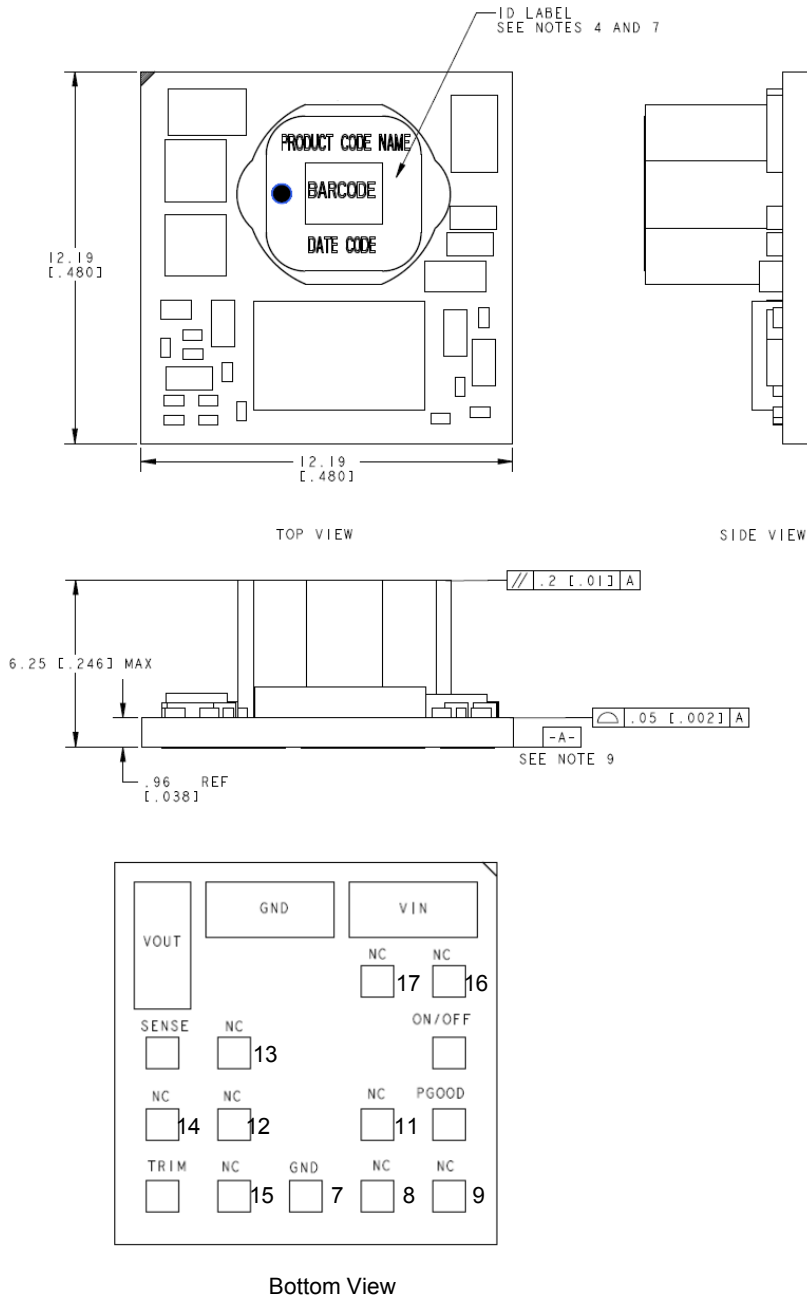 ID LABEL
SEE NOTES 4 AND 7
PRODUCT CODE NAME
BARCODE
DATE CODE
12.19
[.480]
12.19
[.480]
TOP VIEW
SIDE VIEW
// .2 [.01] A
6.25 [.246] MAX
.05 [.002] A
-A-
SEE NOTE 9
.96 REF
[.038]
VOUT
GND
VIN
NC
NC
17
16
SENSE
NC
ON/OFF
13
NC
NC
NC
PGOOD
14
12
11
TRIM
NC
GND
NC
NC
15
7
8
9
Bottom View